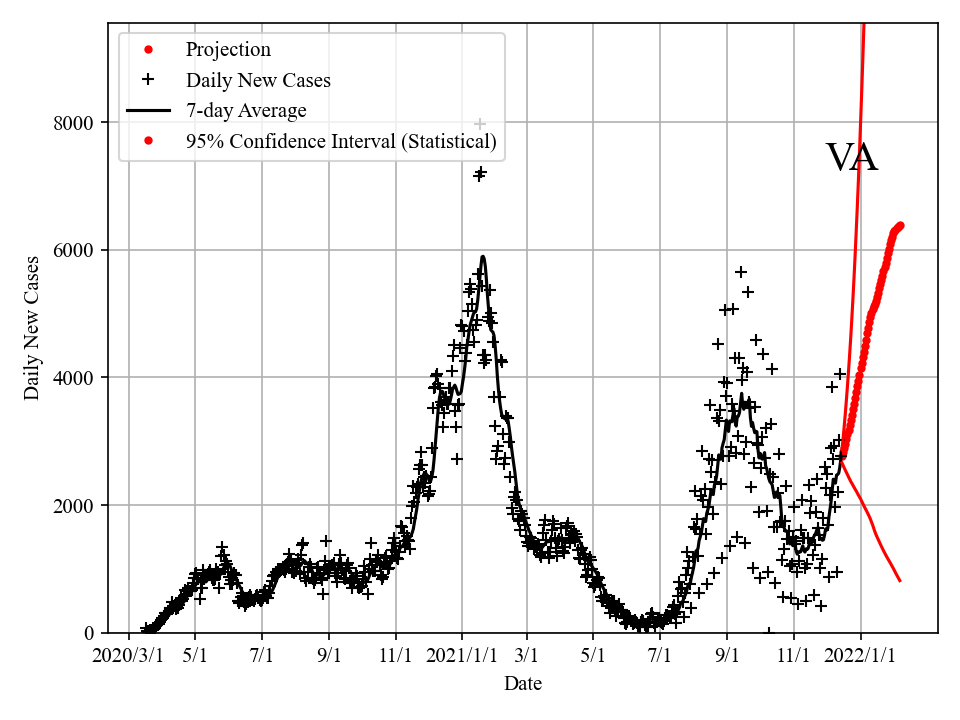 Projection
Daily New Cases
7-day Average
95% Confidence Interval (Statistical)
VA
8000
6000
4000
2000
0
Daily New Cases
2020/3/1 5/1 7/1 9/1 11/1 2021/1/1 3/1 5/1 7/1 9/1 11/1 2022/1/1
Date